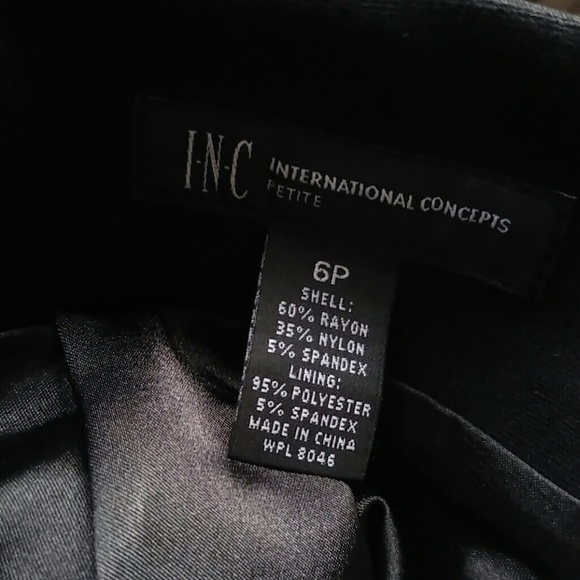 I·N·C INTERNATIONAL CONCEPTS
PETITE
6P
SHELL:
60% RAYON
35% NYLON
5% SPANDEX
LINING:
95% POLYESTER
5% SPANDEX
MADE IN CHINA
WPL 8046